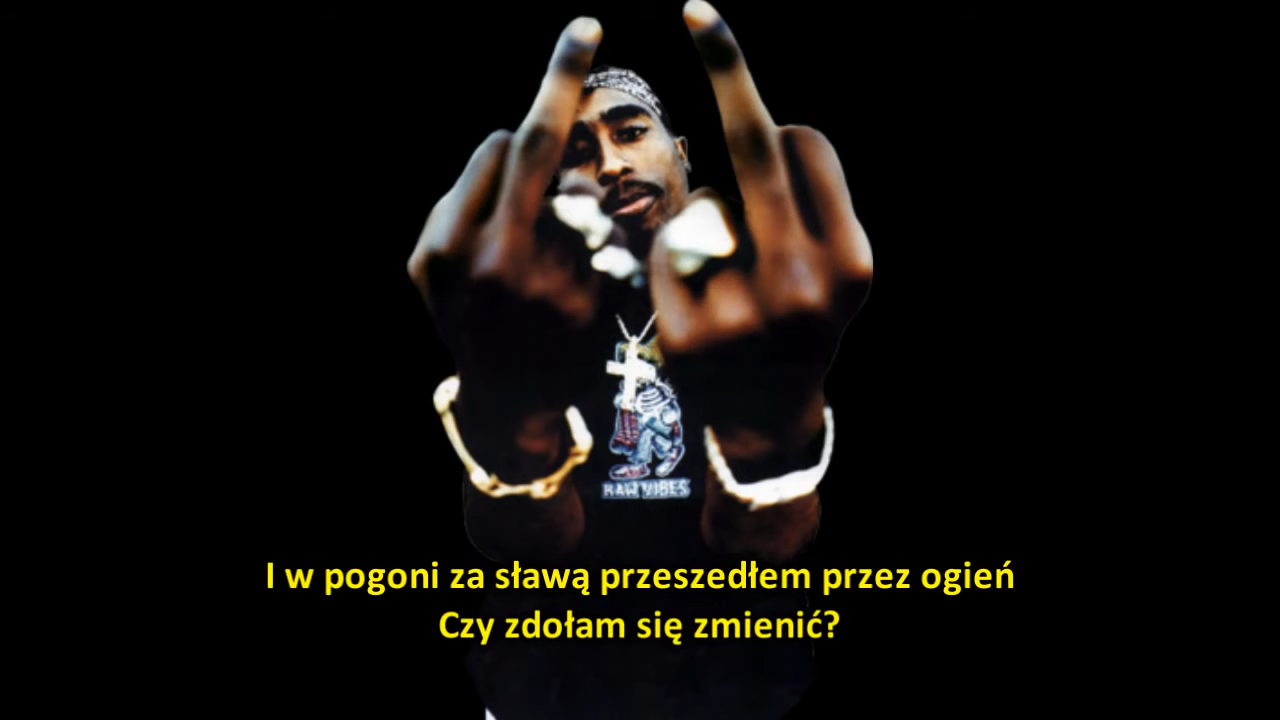 RAW VIBES
I w pogoni za sławą przeszedłem przez ogień
Czy zdołam się zmienić?